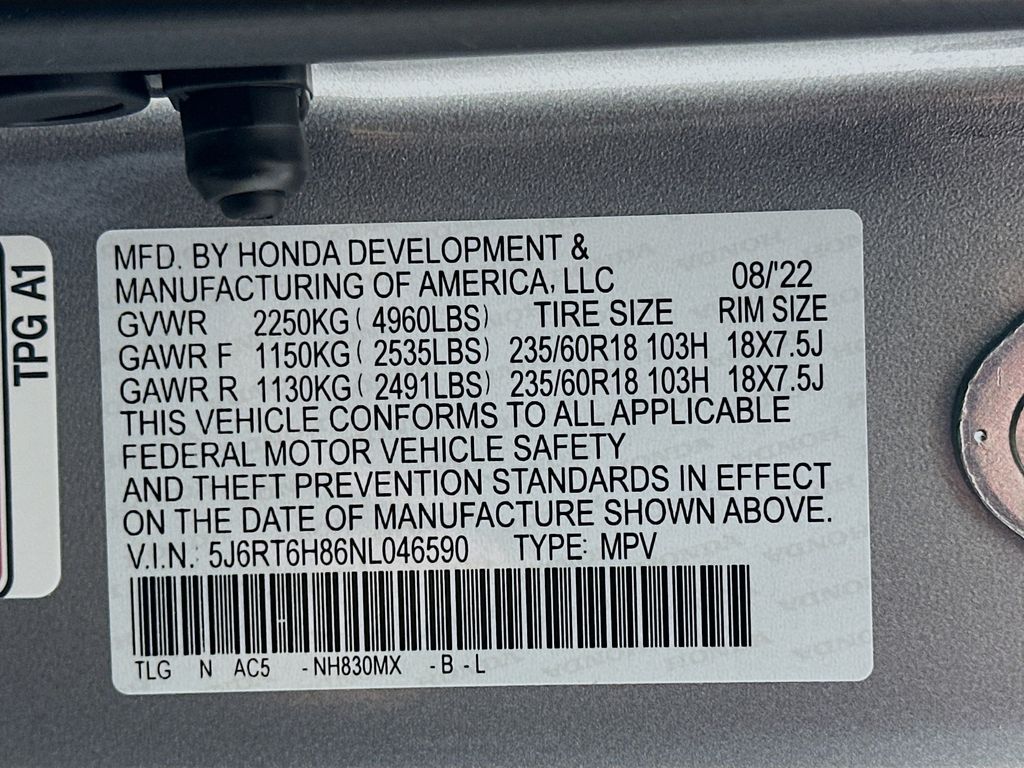 TPG A1
MFD. BY HONDA DEVELOPMENT &
MANUFACTURING OF AMERICA, LLC 08/'22
GVWR 2250KG ( 4960LBS) TIRE SIZE RIM SIZE
GAWR F 1150KG ( 2535LBS) 235/60R18 103H 18X7.5J
GAWR R 1130KG ( 2491LBS) 235/60R18 103H 18X7.5J
THIS VEHICLE CONFORMS TO ALL APPLICABLE
FEDERAL MOTOR VEHICLE SAFETY
AND THEFT PREVENTION STANDARDS IN EFFECT
ON THE DATE OF MANUFACTURE SHOWN ABOVE.
V.I.N.: 5J6RT6H86NL046590 TYPE: MPV
TLG N AC5 -NH830MX -B -L